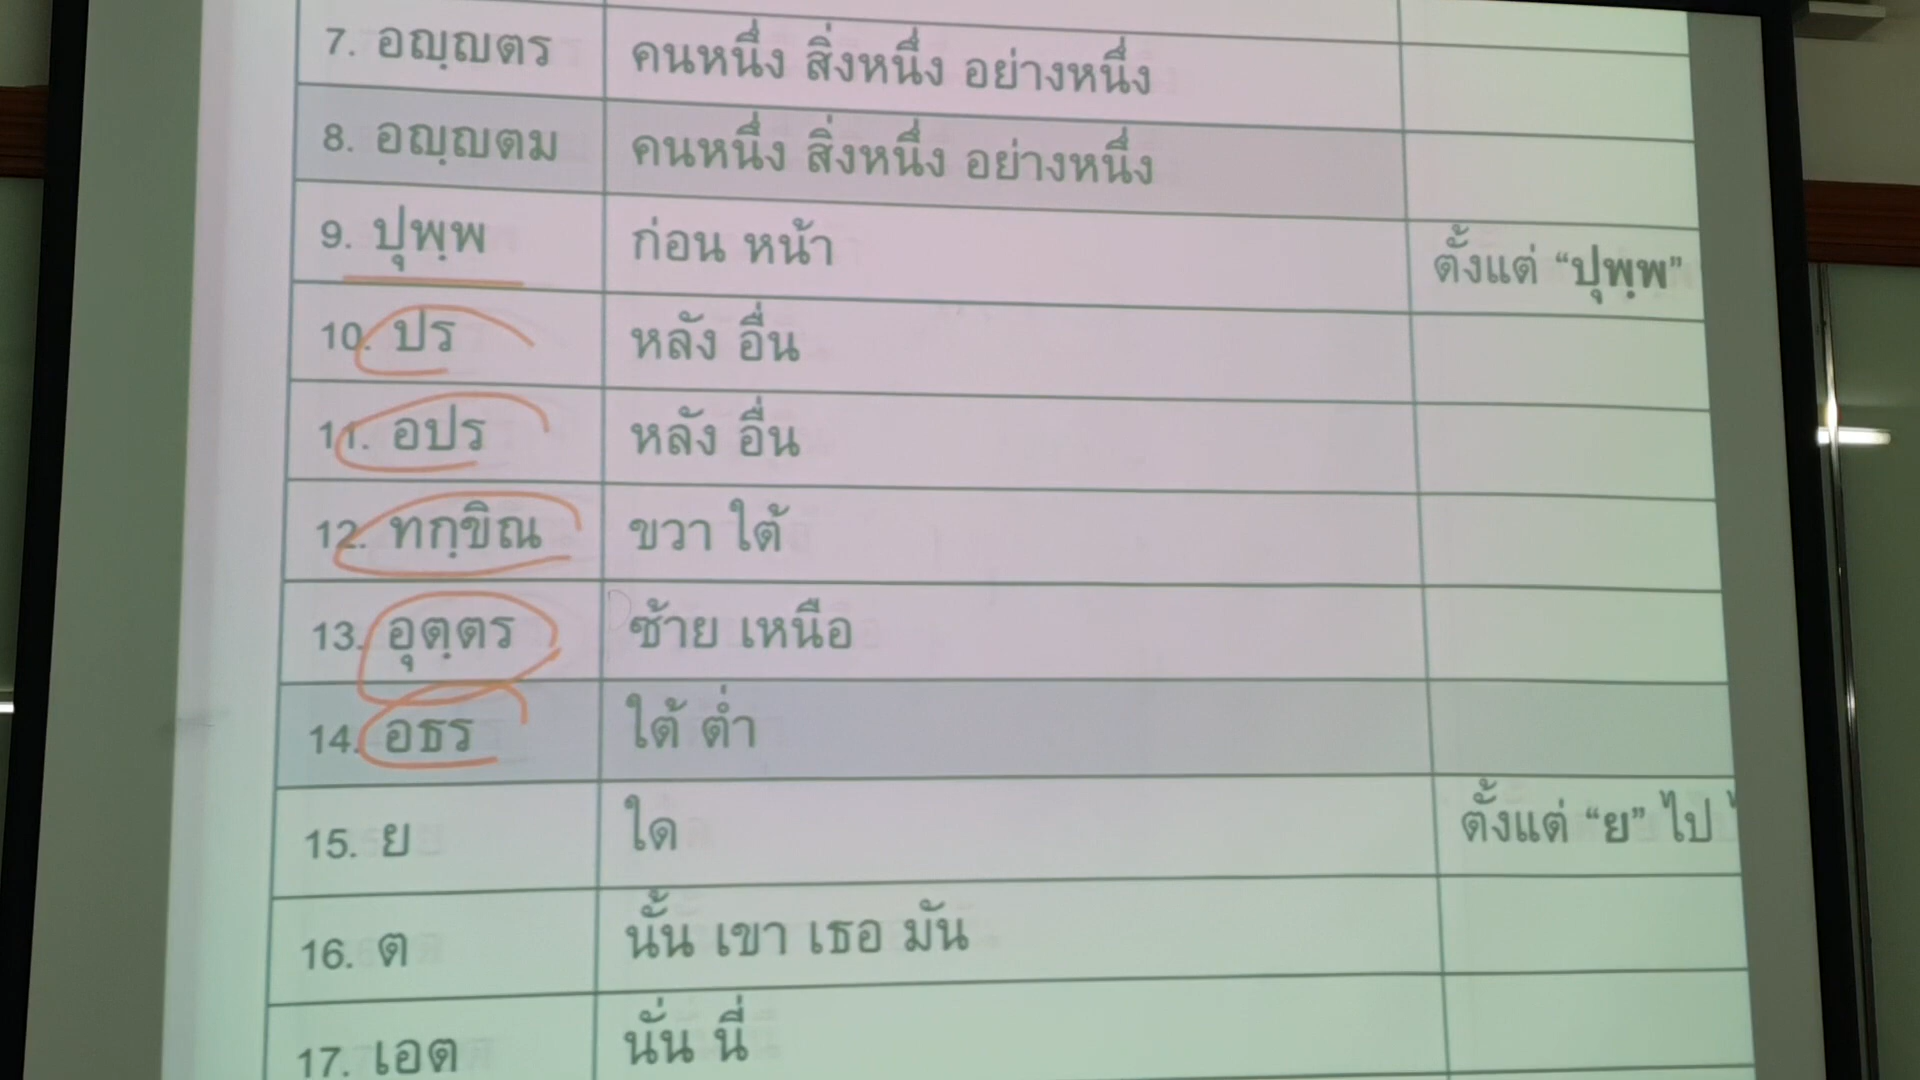 7. อญฺญตร คนหนึ่ง สิ่งหนึ่ง อย่างหนึ่ง
8. อญฺญตม คนหนึ่ง สิ่งหนึ่ง อย่างหนึ่ง
9. ปุพฺพ ก่อน หน้า ตั้งแต่ “ปุพฺพ”
10. ปร หลัง อื่น
11. อปร หลัง อื่น
12. ทกฺขิณ ขวา ใต้
13. อุตฺตร ซ้าย เหนือ
14. อธร ใต้ ต่ำ
15. ย ใด ตั้งแต่ “ย” ไป
16. ต นั้น เขา เธอ มัน
17. เอต นั่น นี่